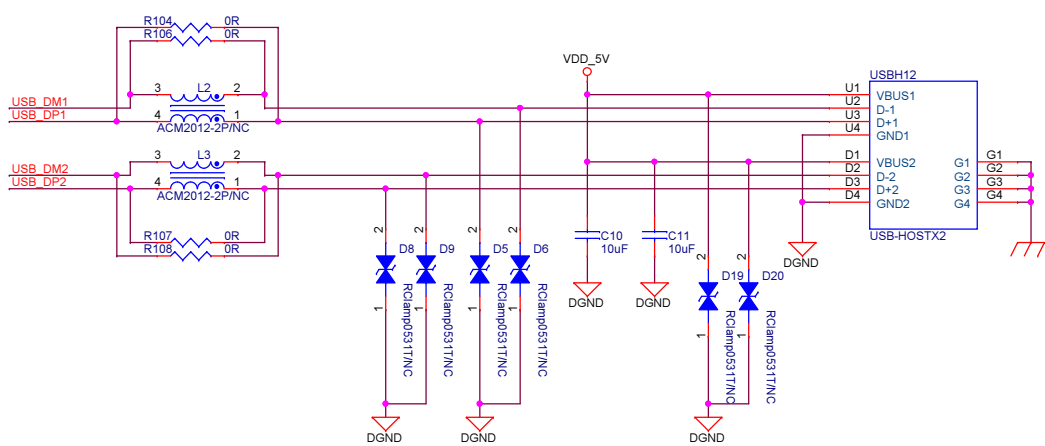 R104 0R
R106 0R
VDD_5V
USBH12
3 L2 2
U1 VBUS1
USB_DM1
U2 D-1
USB_DP1
4 1
U3 D+1
ACM2012-2P/NC
U4 GND1
3 L3 2
D1 VBUS2 G1 G1
USB_DM2
D2 D-2 G2 G2
USB_DP2
4 1
D3 D+2 G3 G3
ACM2012-2P/NC
D4 GND2 G4 G4
R107 0R
R108 0R
USB-HOSTX2
2 2 2 2
D8 D9 D5 D6
C10
10uF
C11
10uF
DGND
2 2
D19 D20
1 1 1 1
RClamp0531T/NC
RClamp0531T/NC
RClamp0531T/NC
RClamp0531T/NC
DGND
DGND
1 1
RClamp0531T/NC
RClamp0531T/NC
DGND
DGND
DGND